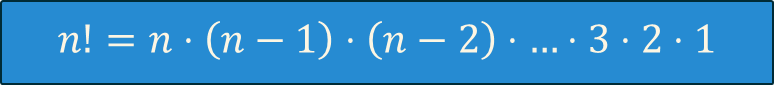 n! = n · (n − 1) · (n − 2) · … · 3 · 2 · 1